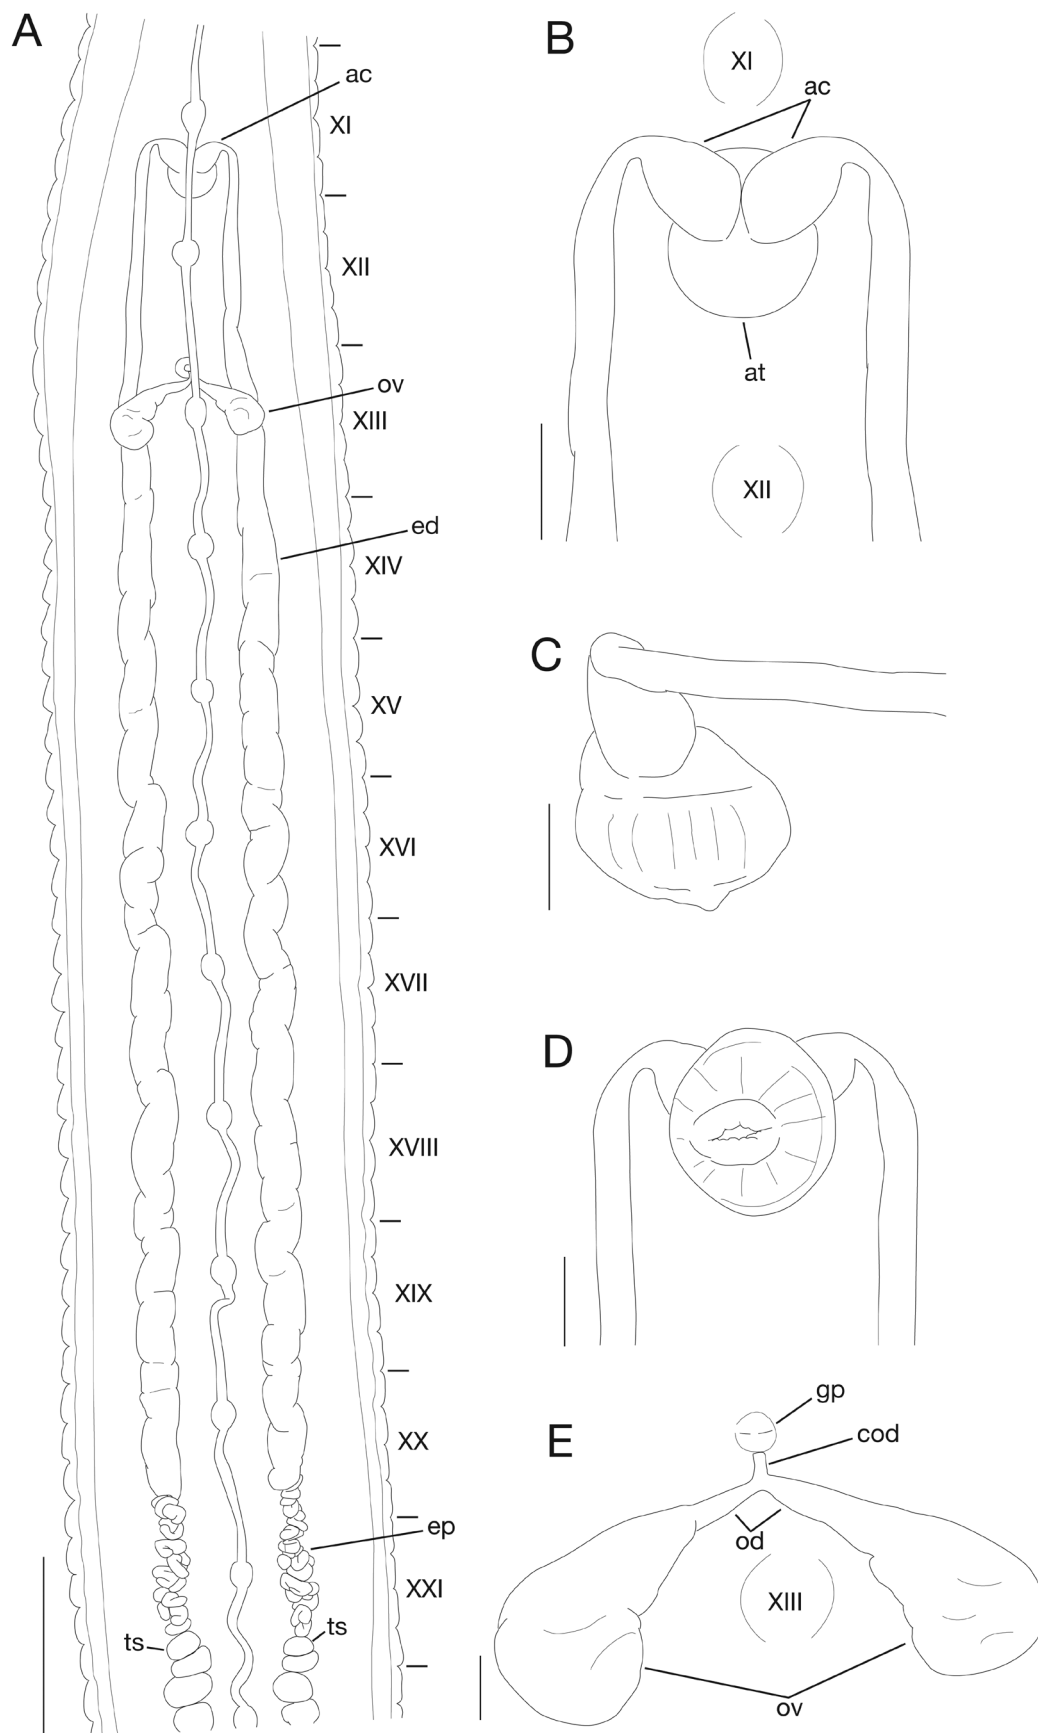 A
ac
XI
XII
ov
XIII
ed
XIV
XV
XVI
XVII
XVIII
XIX
XX
ep
XXI
ts
ts
B
XI
ac
at
XII
C
D
E
gp
cod
od
XIII
ov